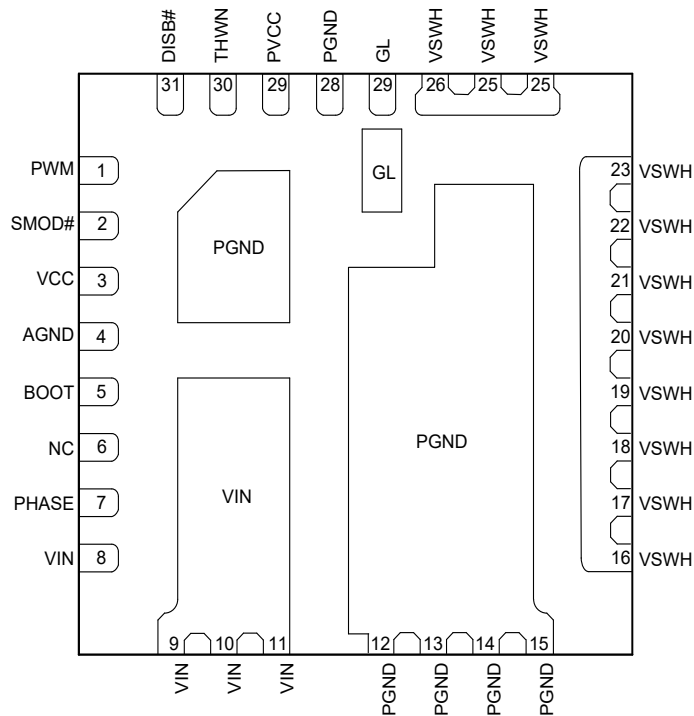 DISB# THWN PVCC PGND GL VSWH VSWH VSWH
31 30 29 28 29 26 25 25
PWM 1
SMOD# 2
VCC 3
AGND 4
BOOT 5
NC 6
PHASE 7
VIN 8
GL
PGND
VIN
PGND
23 VSWH
22 VSWH
21 VSWH
20 VSWH
19 VSWH
18 VSWH
17 VSWH
16 VSWH
9 10 11 12 13 14 15
VIN VIN VIN PGND PGND PGND PGND